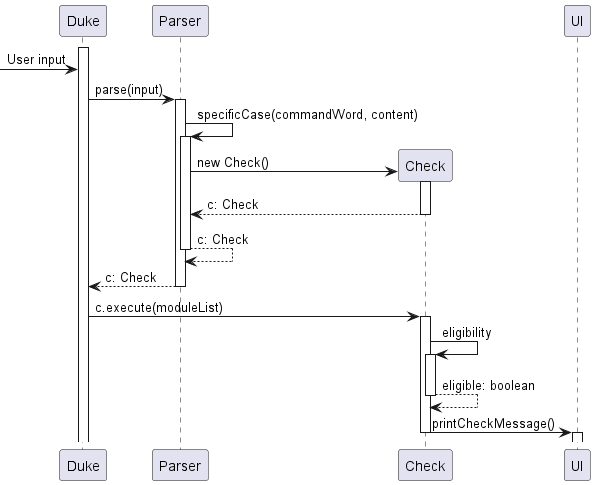 Duke Parser UI
User input
parse(input)
specificCase(commandWord, content)
new Check()
Check
c: Check
c: Check
c: Check
c.execute(moduleList)
eligibility
eligible: boolean
printCheckMessage()
Duke Parser Check UI